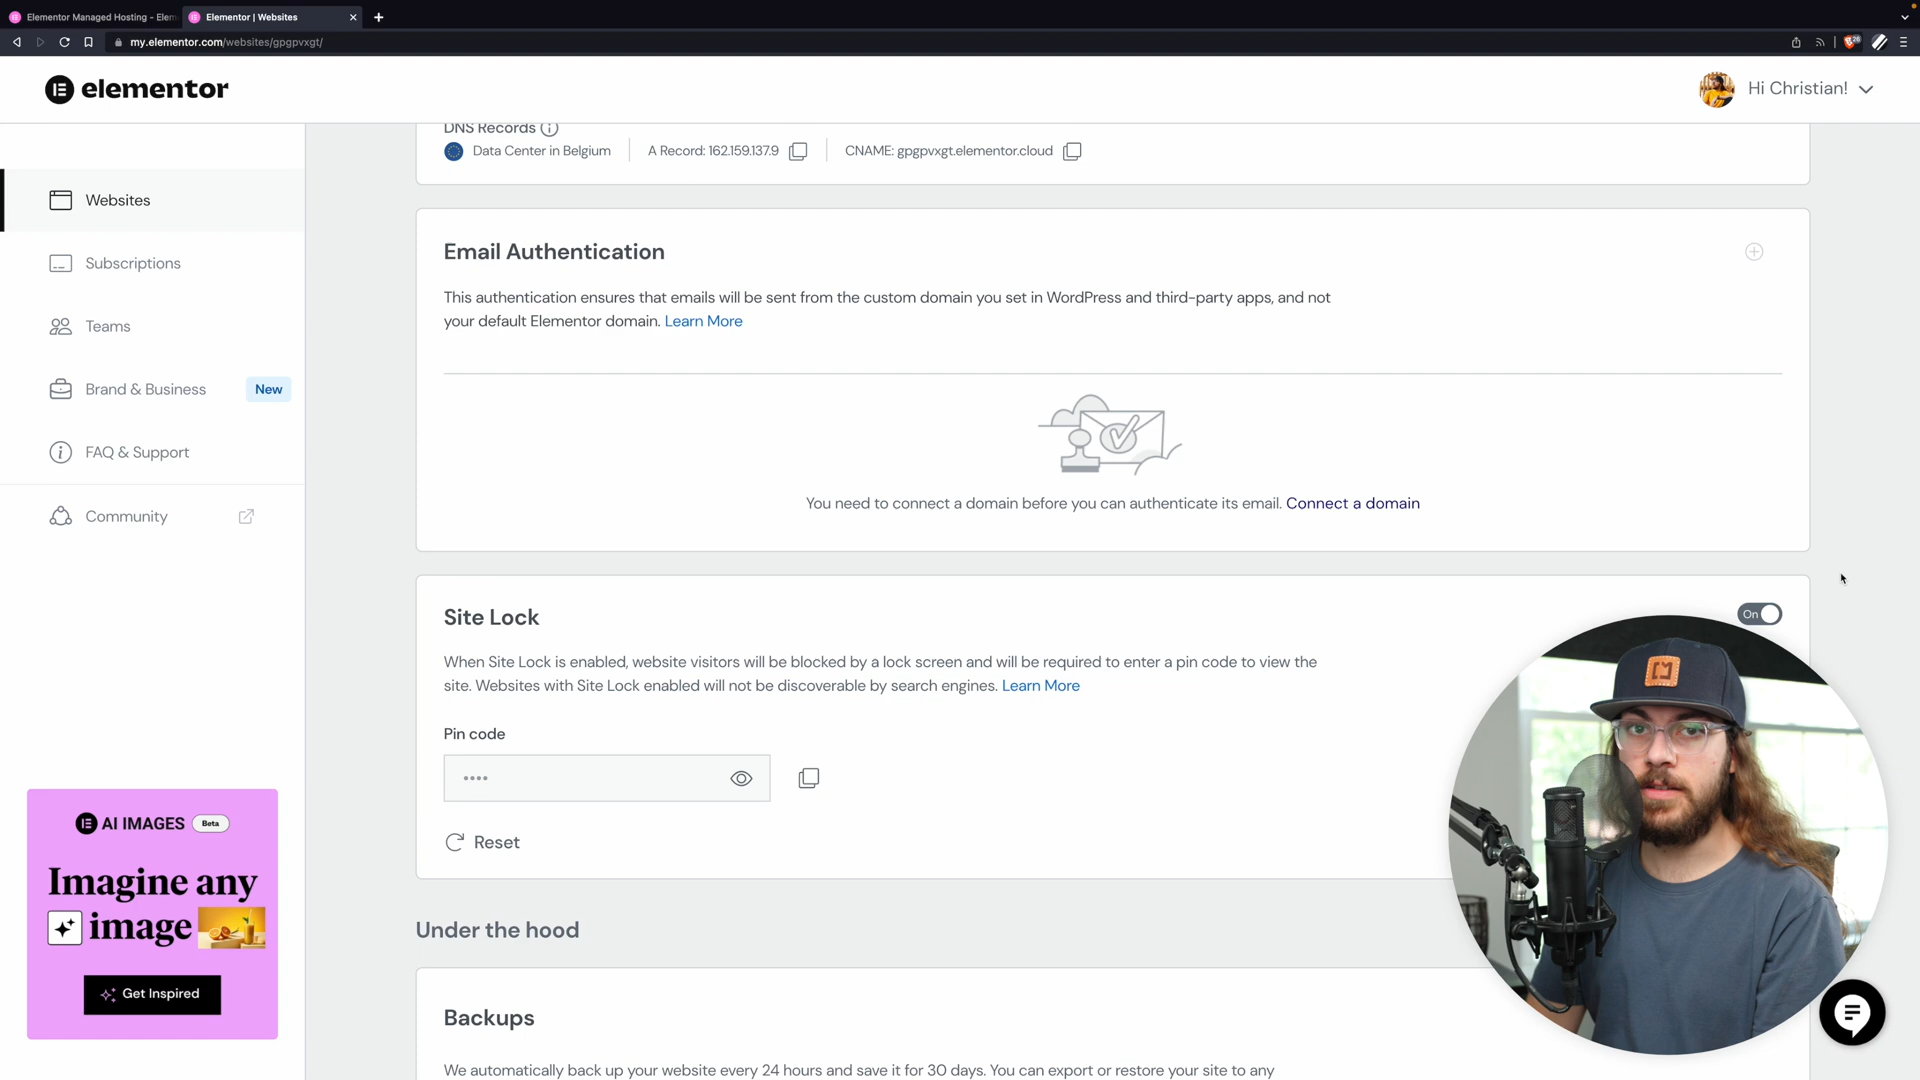 Elementor Managed Hosting - Elem
Elementor | Websites
my.elementor.com/websites/gpgpvxgt/
elementor
Hi Christian!
DNS Records
Data Center in Belgium
A Record: 162.159.137.9
CNAME: gpgpvxgt.elementor.cloud
Websites
Subscriptions
Teams
Brand & Business
New
FAQ & Support
Community
Email Authentication
This authentication ensures that emails will be sent from the custom domain you set in WordPress and third-party apps, and not
your default Elementor domain. Learn More
You need to connect a domain before you can authenticate its email. Connect a domain
Site Lock
On
When Site Lock is enabled, website visitors will be blocked by a lock screen and will be required to enter a pin code to view the
site. Websites with Site Lock enabled will not be discoverable by search engines. Learn More
Pin code
••••
Reset
AI IMAGES Beta
Imagine any
image
Get Inspired
Under the hood
Backups
We automatically back up your website every 24 hours and save it for 30 days. You can export or restore your site to any